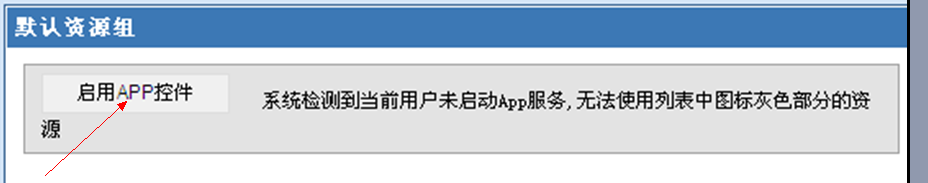 默认资源组
启用APP控件
系统检测到当前用户未启动App服务,无法使用列表中图标灰色部分的资
源